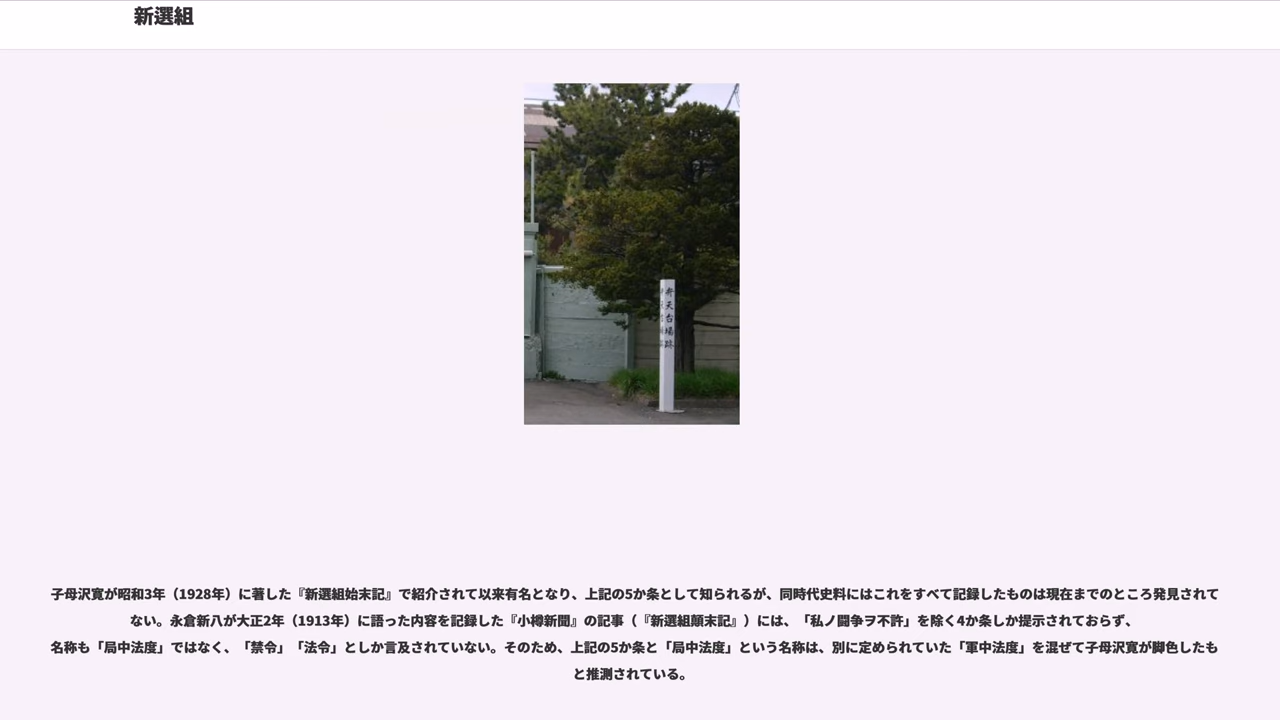 新選組
弁天台場跡
子母沢寛が昭和3年（1928年）に著した『新選組始末記』で紹介されて以来有名となり、上記の5か条として知られるが、同時代史料にはこれをすべて記録したものは現在までのところ発見されて
ない。永倉新八が大正2年（1913年）に語った内容を記録した『小樽新聞』の記事（『新選組顛末記』）には、「私ノ闘争ヲ不許」を除く4か条しか提示されておらず、
名称も「局中法度」ではなく、「禁令」「法令」としか言及されていない。そのため、上記の5か条と「局中法度」という名称は、別に定められていた「軍中法度」を混ぜて子母沢寛が脚色したも
と推測されている。